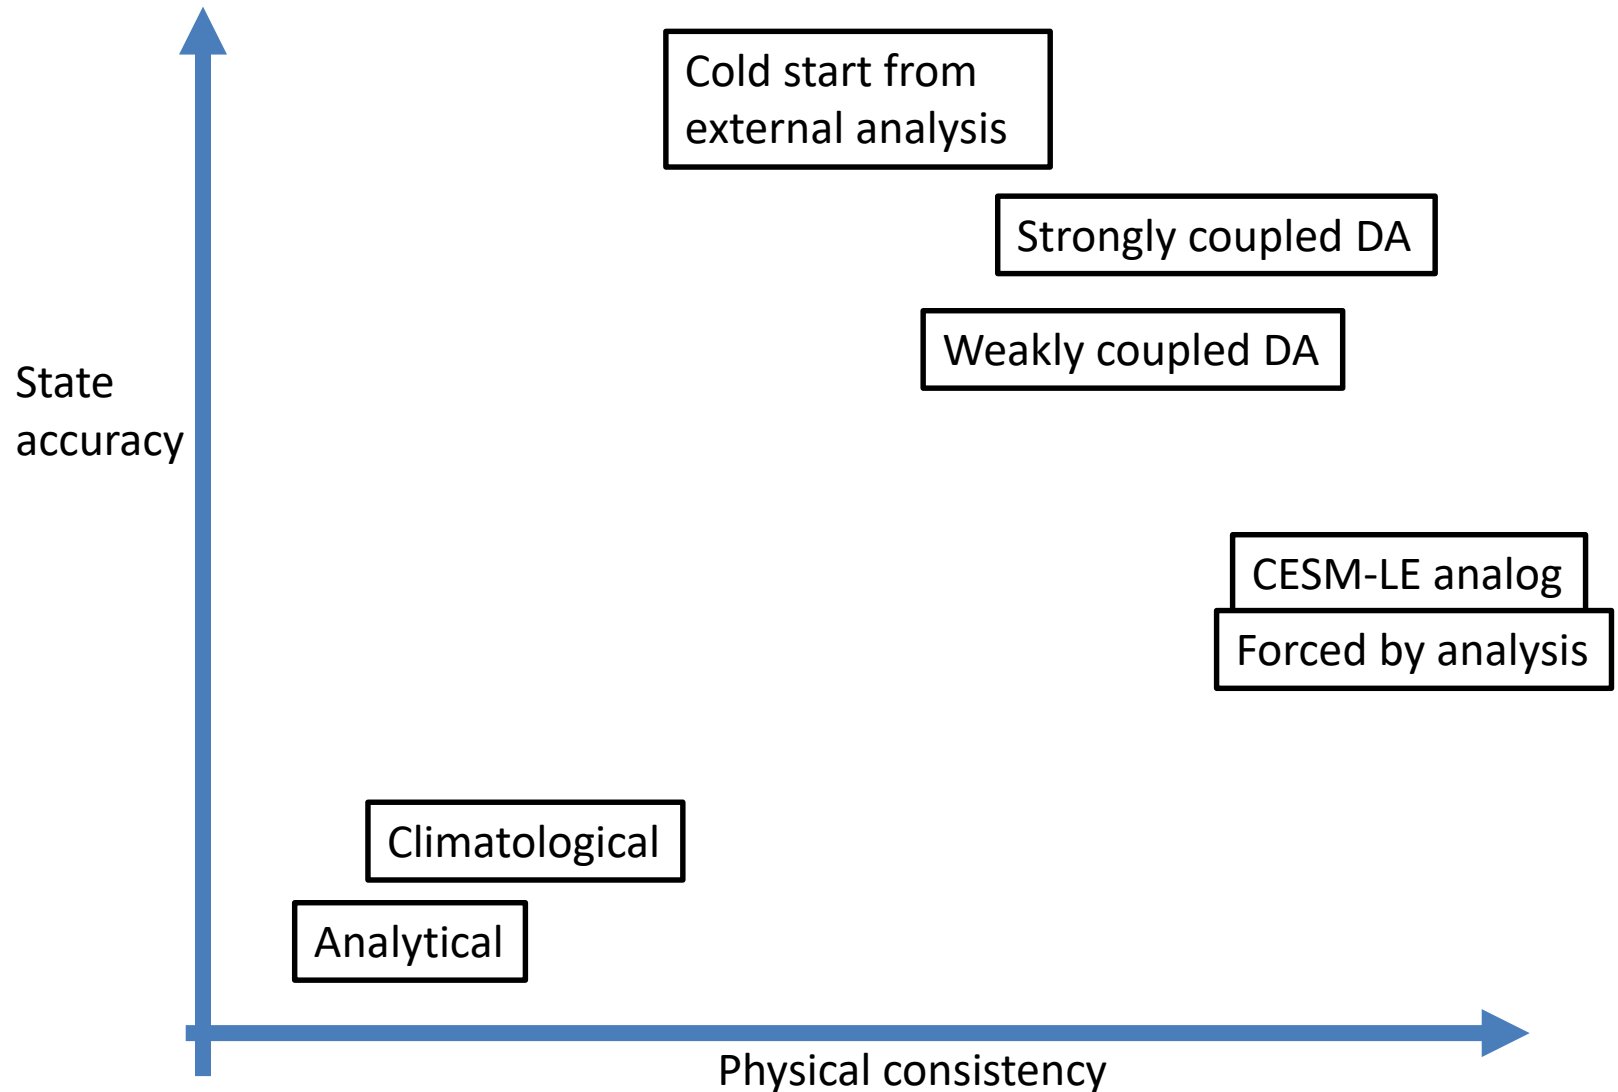 Cold start from
external analysis
Strongly coupled DA
Weakly coupled DA
State
accuracy
CESM-LE analog
Forced by analysis
Climatological
Analytical
Physical consistency